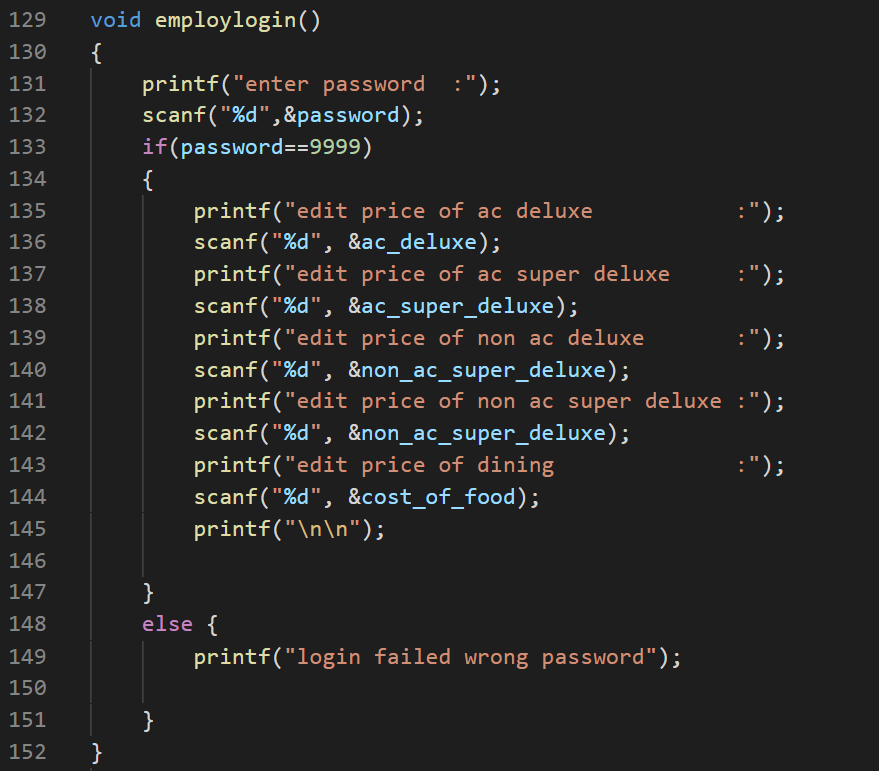 129 void employlogin()
130 {
131     printf("enter password  :");
132     scanf("%d",&password);
133     if(password==9999)
134     {
135         printf("edit price of ac deluxe           :");
136         scanf("%d", &ac_deluxe);
137         printf("edit price of ac super deluxe     :");
138         scanf("%d", &ac_super_deluxe);
139         printf("edit price of non ac deluxe       :");
140         scanf("%d", &non_ac_super_deluxe);
141         printf("edit price of non ac super deluxe :");
142         scanf("%d", &non_ac_super_deluxe);
143         printf("edit price of dining              :");
144         scanf("%d", &cost_of_food);
145         printf("\n\n");
146
147     }
148     else {
149         printf("login failed wrong password");
150
151     }
152 }